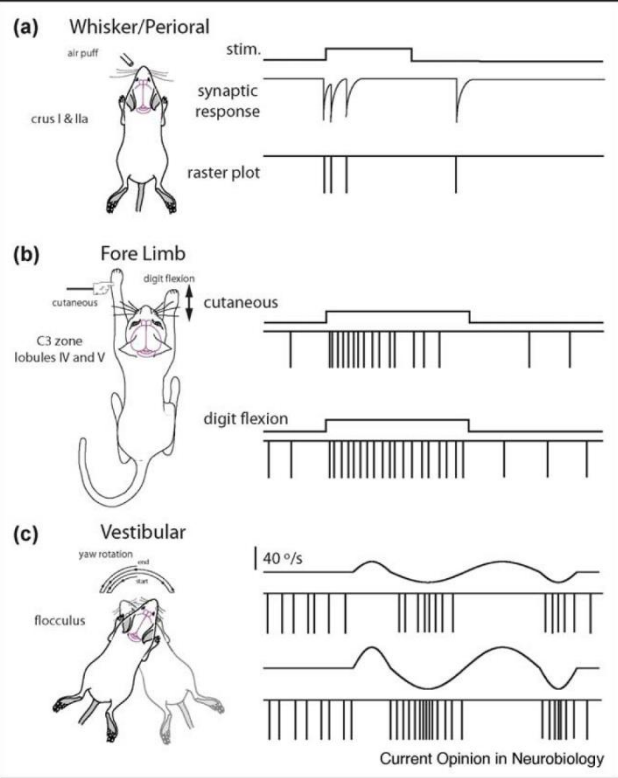 (a) Whisker/Perioral
air puff
crus I & IIa
stim.
synaptic
response
raster plot
(b) Fore Limb
digit flexion
cutaneous
C3 zone
lobules IV and V
cutaneous
digit flexion
(c) Vestibular
yaw rotation
end
start
flocculus
40 º/s
Current Opinion in Neurobiology